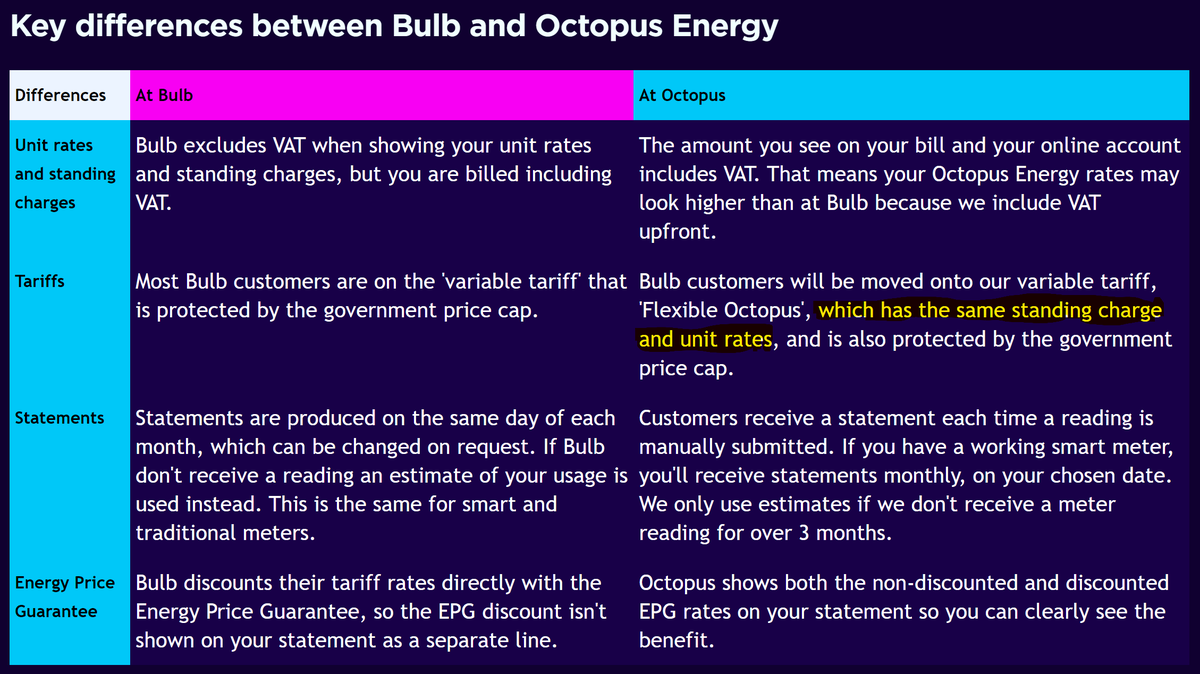 Key differences between Bulb and Octopus Energy
Differences
At Bulb
At Octopus
Unit rates
and standing
charges
Bulb excludes VAT when showing your unit rates
and standing charges, but you are billed including
VAT.
The amount you see on your bill and your online account
includes VAT. That means your Octopus Energy rates may
look higher than at Bulb because we include VAT
upfront.
Tariffs
Most Bulb customers are on the 'variable tariff' that
is protected by the government price cap.
Bulb customers will be moved onto our variable tariff,
'Flexible Octopus', which has the same standing charge
and unit rates, and is also protected by the government
price cap.
Statements
Statements are produced on the same day of each
month, which can be changed on request. If Bulb
don't receive a reading an estimate of your usage is
used instead. This is the same for smart and
traditional meters.
Customers receive a statement each time a reading is
manually submitted. If you have a working smart meter,
you'll receive statements monthly, on your chosen date.
We only use estimates if we don't receive a meter
reading for over 3 months.
Energy Price
Guarantee
Bulb discounts their tariff rates directly with the
Energy Price Guarantee, so the EPG discount isn't
shown on your statement as a separate line.
Octopus shows both the non-discounted and discounted
EPG rates on your statement so you can clearly see the
benefit.